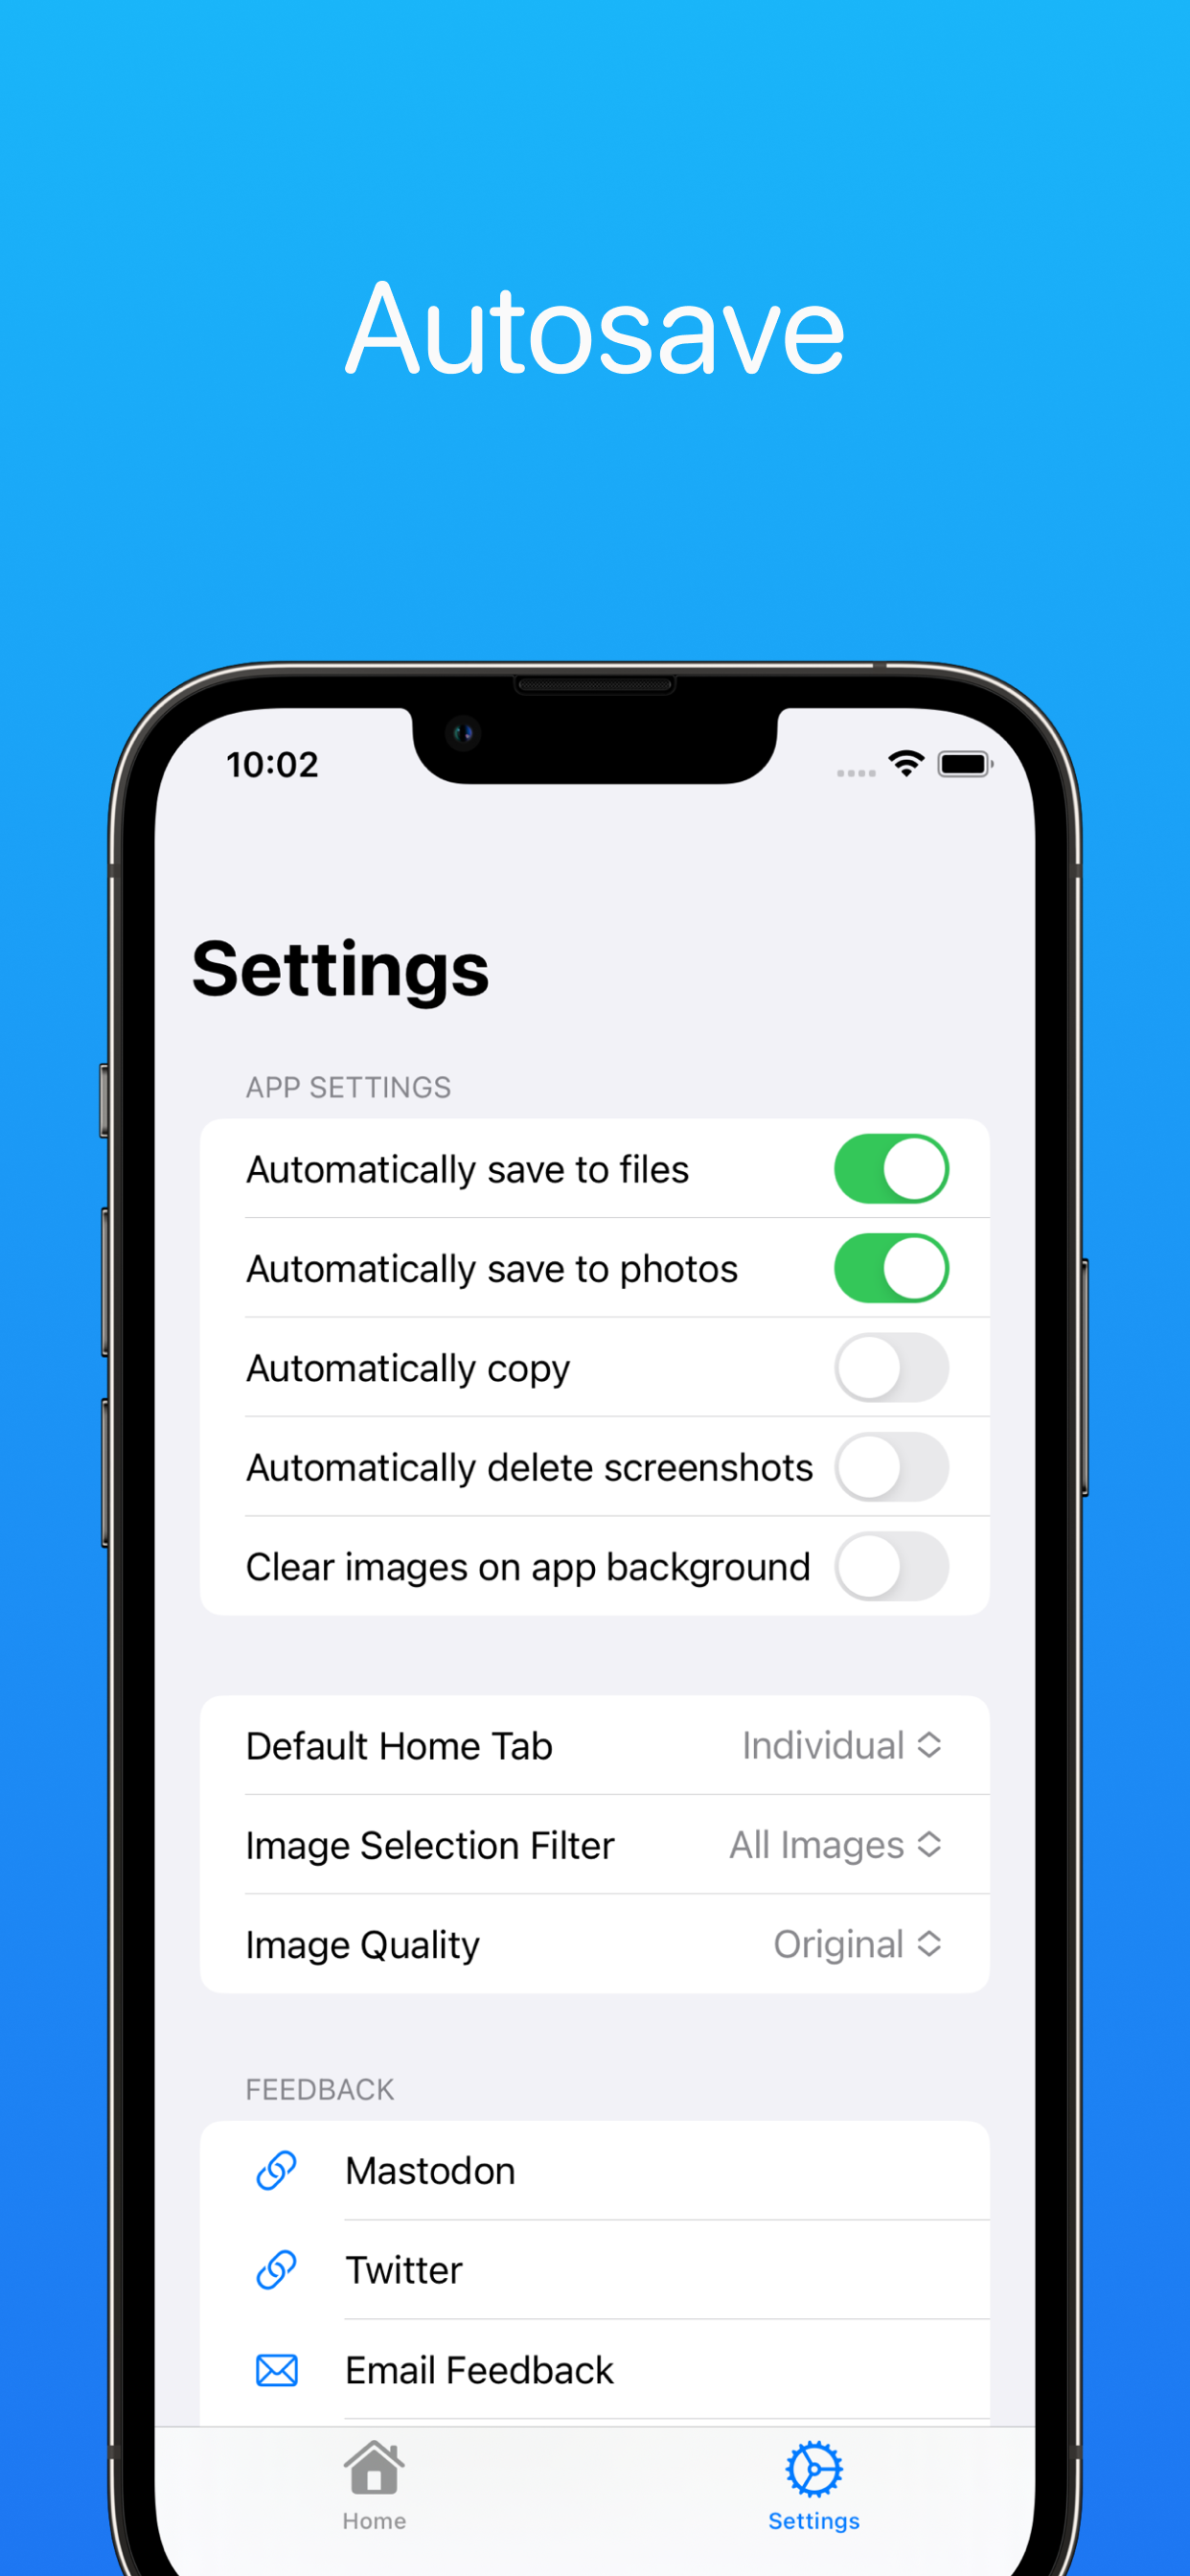 Autosave
10:02
Settings
APP SETTINGS
Automatically save to files
Automatically save to photos
Automatically copy
Automatically delete screenshots
Clear images on app background
Default Home Tab Individual
Image Selection Filter All Images
Image Quality Original
FEEDBACK
Mastodon
Twitter
Email Feedback
Home Settings